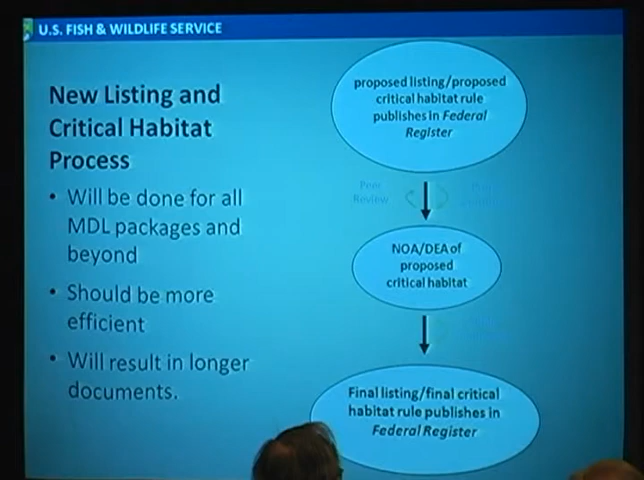 U.S. FISH & WILDLIFE SERVICE
New Listing and
Critical Habitat
Process
• Will be done for all
MDL packages and
beyond
• Should be more
efficient
• Will result in longer
documents.
proposed listing/proposed
critical habitat rule
publishes in Federal
Register
Peer
Review
NOA/DEA of
proposed
critical habitat
Final listing/final critical
habitat rule publishes in
Federal Register